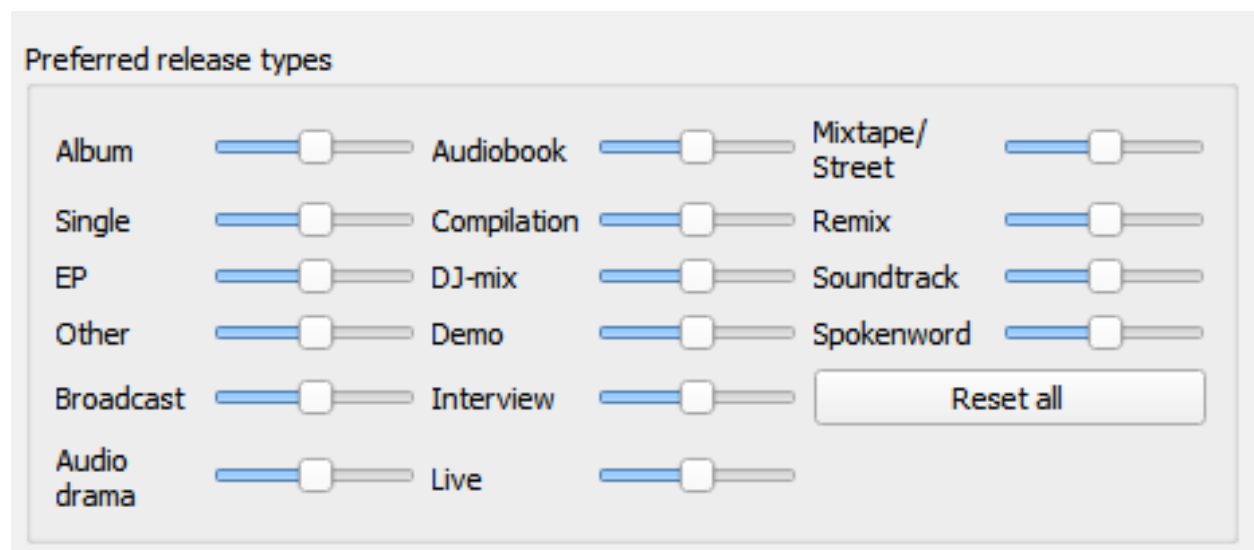 Preferred release types
Album
Audiobook
Mixtape/
Street
Single
Compilation
Remix
EP
DJ-mix
Soundtrack
Other
Demo
Spokenword
Broadcast
Interview
Reset all
Audio
drama
Live